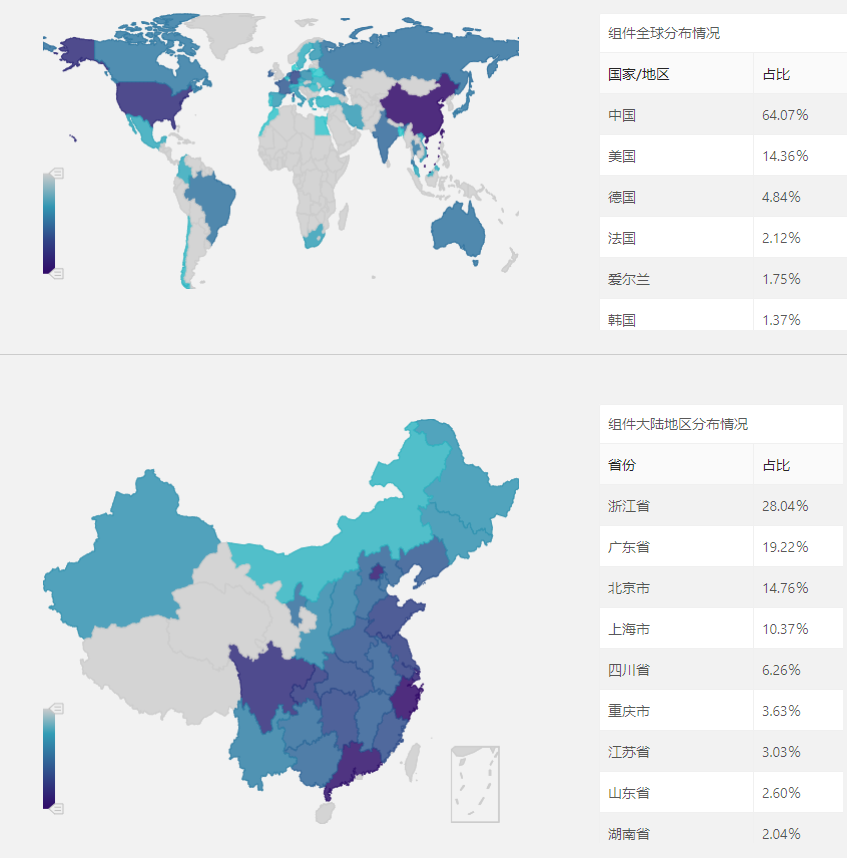 组件全球分布情况
国家/地区 占比
中国 64.07%
美国 14.36%
德国 4.84%
法国 2.12%
爱尔兰 1.75%
韩国 1.37%
组件大陆地区分布情况
省份 占比
浙江省 28.04%
广东省 19.22%
北京市 14.76%
上海市 10.37%
四川省 6.26%
重庆市 3.63%
江苏省 3.03%
山东省 2.60%
湖南省 2.04%